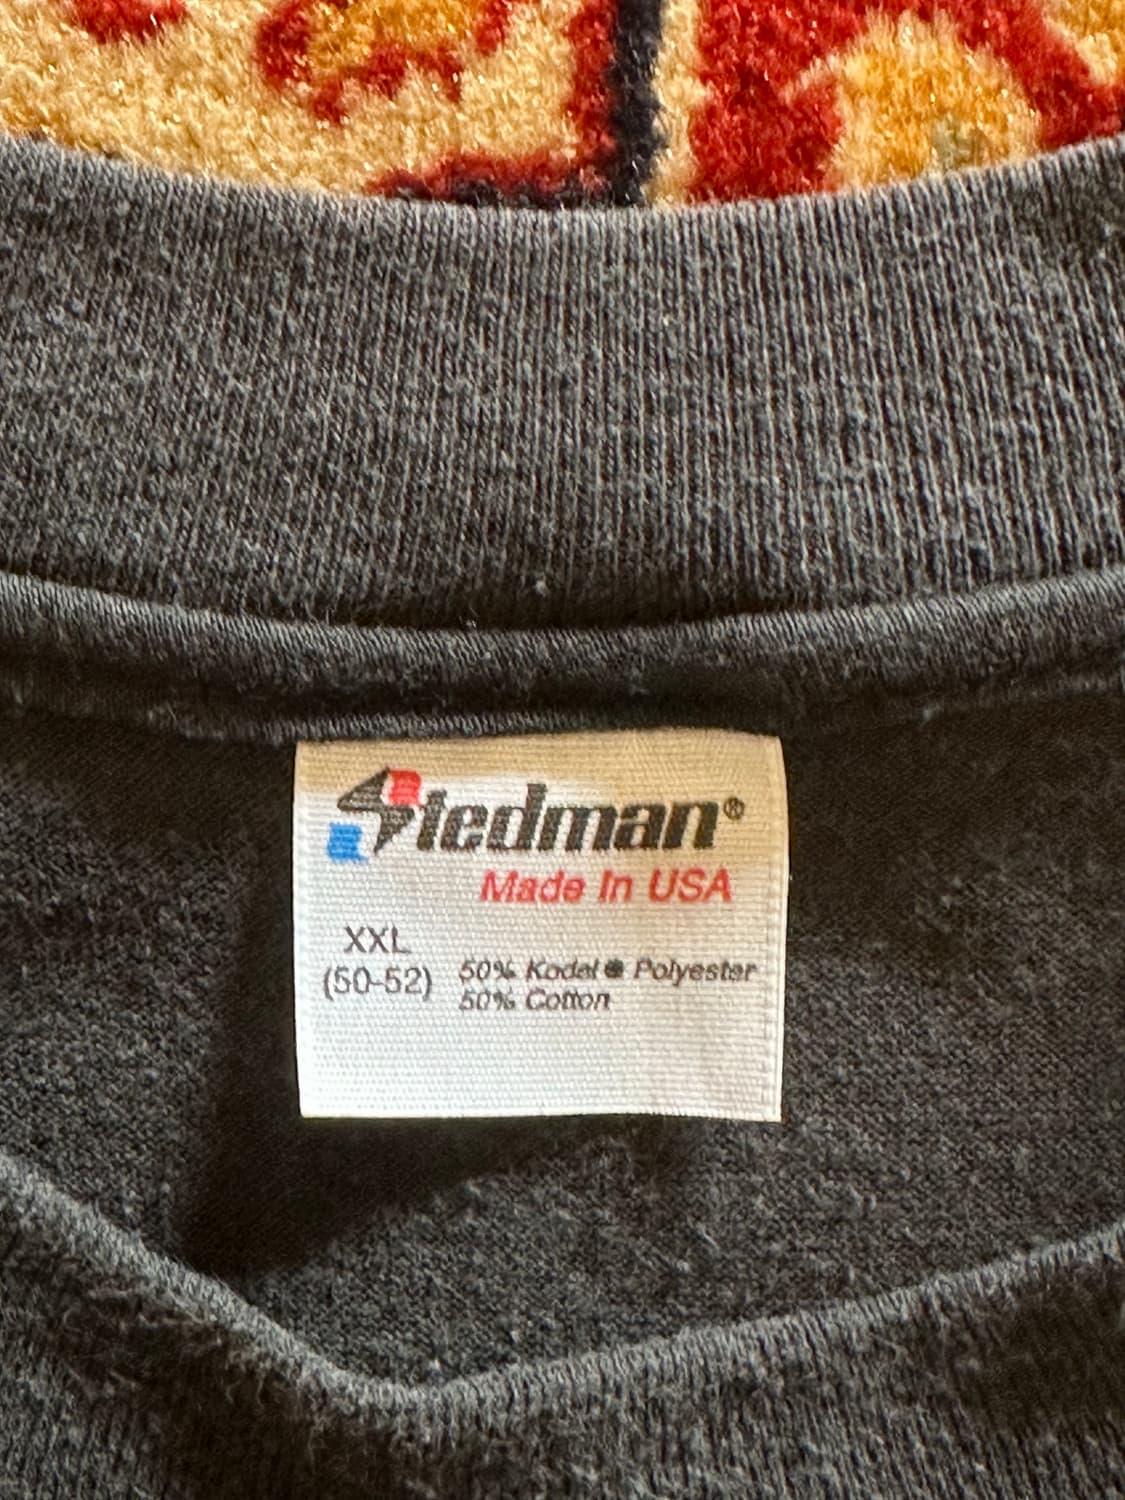 Stedman®
Made In USA
XXL
(50-52)
50% Kodel ® Polyester
50% Cotton